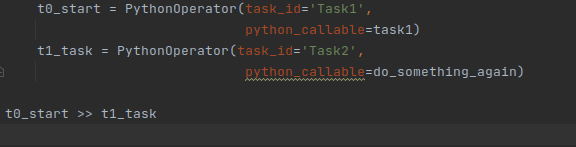 t0_start = PythonOperator(task_id='Task1',
python_callable=task1)
t1_task = PythonOperator(task_id='Task2',
python_callable=do_something_again)
t0_start >> t1_task